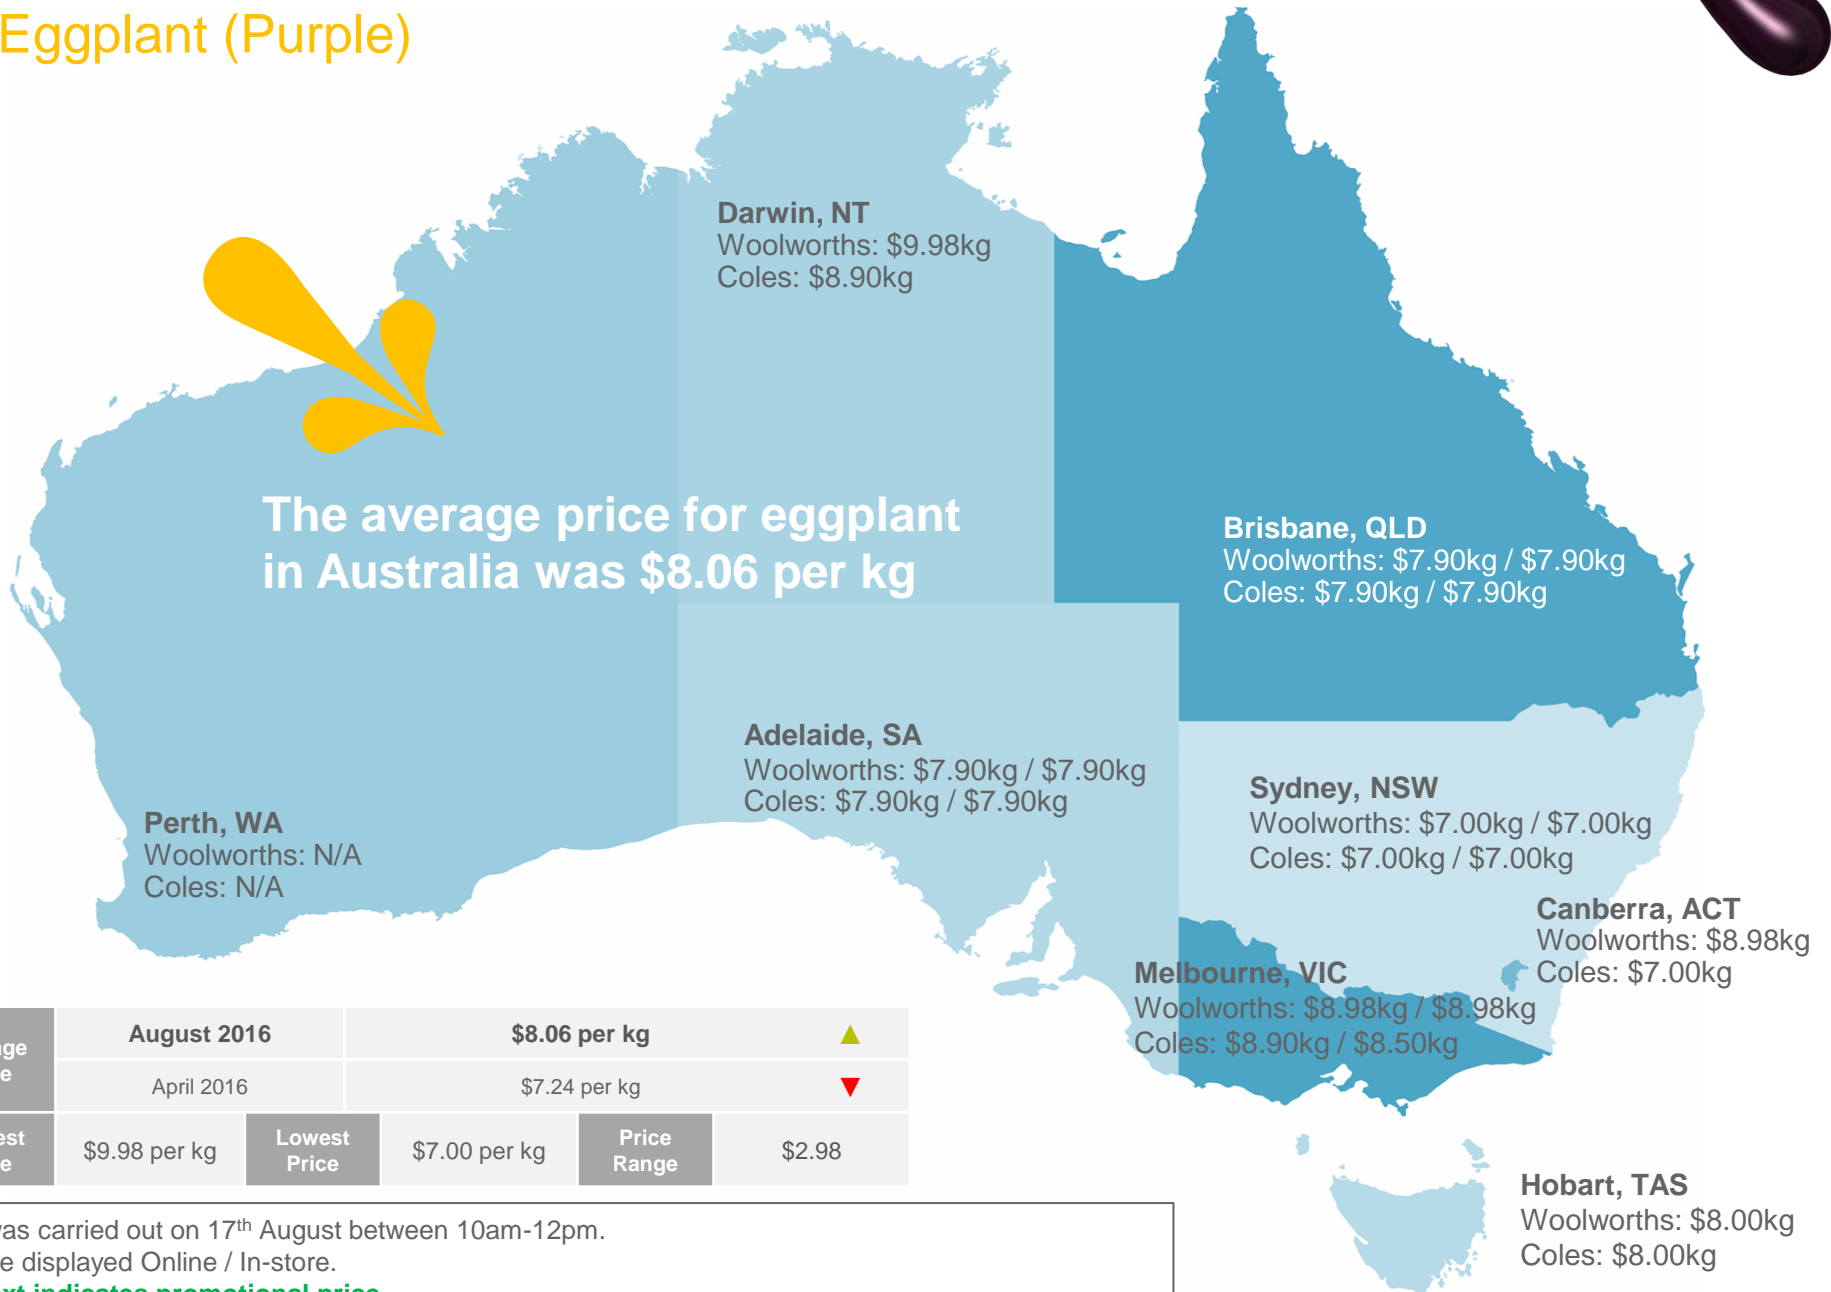 Eggplant (Purple)
Darwin, NT
Woolworths: $9.98kg
Coles: $8.90kg
The average price for eggplant
in Australia was $8.06 per kg
Brisbane, QLD
Woolworths: $7.90kg / $7.90kg
Coles: $7.90kg / $7.90kg
Adelaide, SA
Woolworths: $7.90kg / $7.90kg
Coles: $7.90kg / $7.90kg
Sydney, NSW
Woolworths: $7.00kg / $7.00kg
Coles: $7.00kg / $7.00kg
Perth, WA
Woolworths: N/A
Coles: N/A
Canberra, ACT
Woolworths: $8.98kg
Coles: $7.00kg
Melbourne, VIC
Woolworths: $8.98kg / $8.98kg
Coles: $8.90kg / $8.50kg
August 2016 $8.06 per kg ▲
April 2016 $7.24 per kg ▼
$9.98 per kg Lowest Price $7.00 per kg Price Range $2.98
Hobart, TAS
Woolworths: $8.00kg
Coles: $8.00kg
was carried out on 17th August between 10am-12pm.
displayed Online / In-store.
indicates promotional price